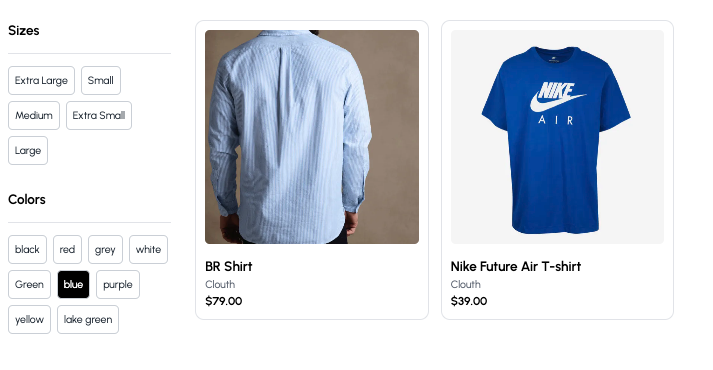 Sizes
Extra Large
Small
Medium
Extra Small
Large
Colors
black
red
grey
white
Green
blue
purple
yellow
lake green
BR Shirt
Clouth
$79.00
NIKE
AIR
Nike Future Air T-shirt
Clouth
$39.00